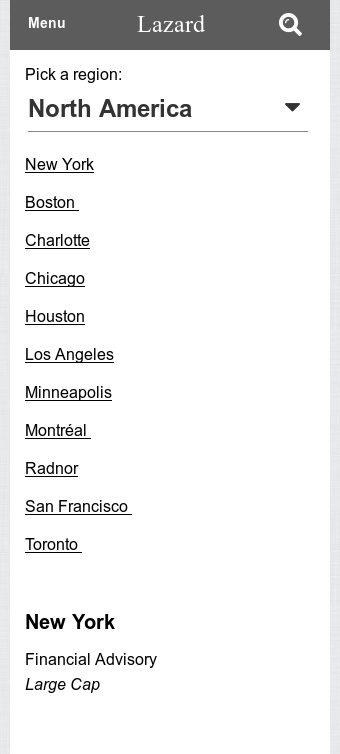 Menu Lazard
Pick a region:
North America
New York
Boston
Charlotte
Chicago
Houston
Los Angeles
Minneapolis
Montréal
Radnor
San Francisco
Toronto
New York
Financial Advisory
Large Cap